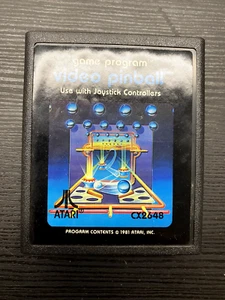 game program
video pinball
Use with Joystick Controllers
ATARI®
CX2648
PROGRAM CONTENTS © 1981 ATARI, INC.